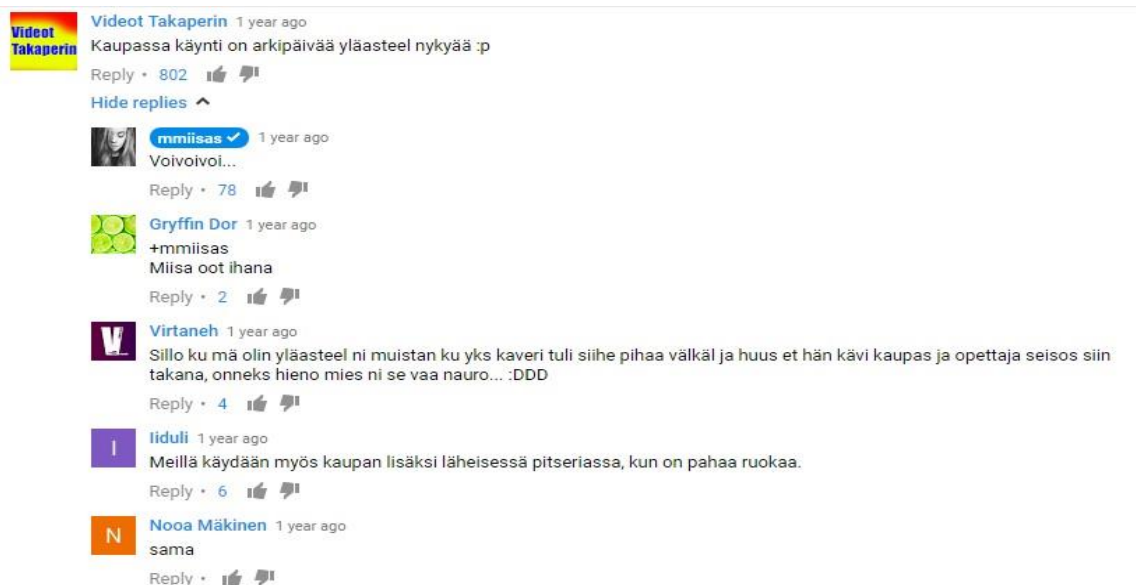 Videot
Takaperin
Videot Takaperin 1 year ago
Kaupassa käynti on arkipäivää yläasteel nykyää :p
Reply • 802
Hide replies
mmiisas 1 year ago
Voivoivoi...
Reply • 78
Gryffin Dor 1 year ago
+mmiisas
Miisa oot ihana
Reply • 2
V
Virtaneh 1 year ago
Sillo ku mä olin yläasteel ni muistan ku yks kaveri tuli siihe pihaa välkäl ja huus et hän kävi kaupas ja opettaja seisos siin
takana, onneks hieno mies ni se vaa nauro... :DDD
Reply • 4
I
Iiduli 1 year ago
Meillä käydään myös kaupan lisäksi läheisessä pitseriassa, kun on pahaa ruokaa.
Reply • 6
N
Nooa Mäkinen 1 year ago
sama
Reply •